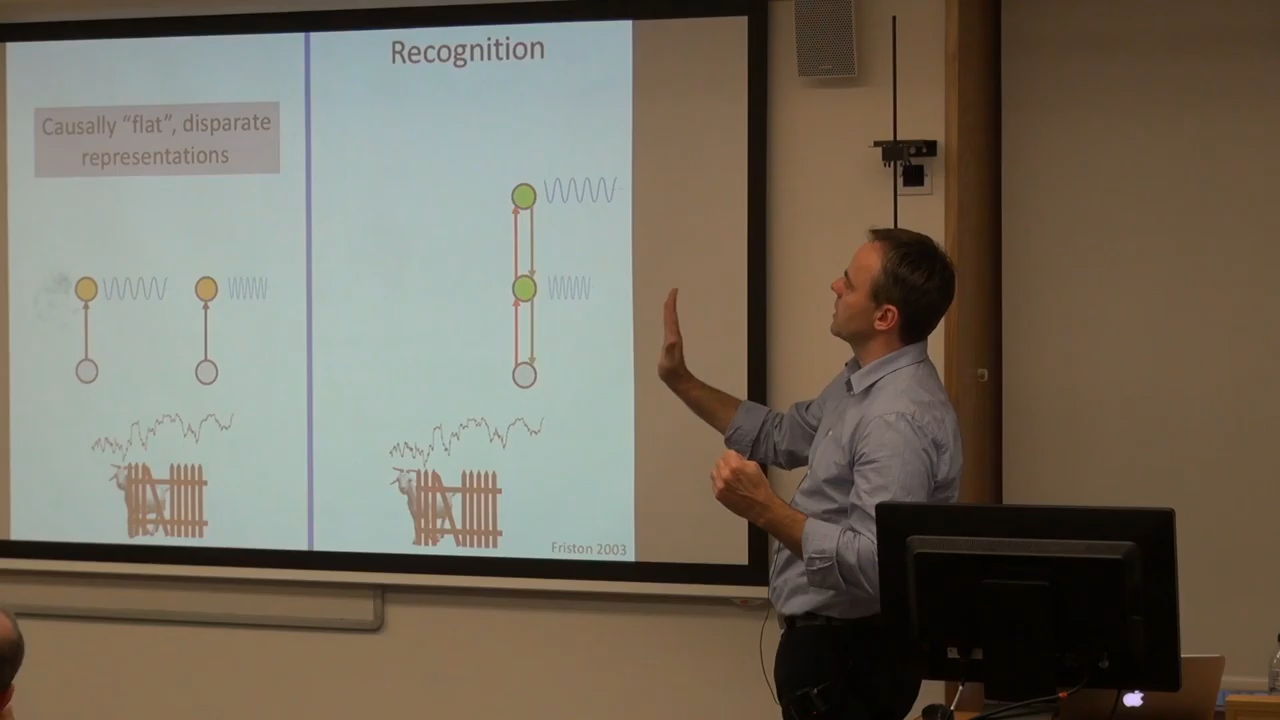 Causally “flat”, disparate
representations
Recognition
Friston 2003